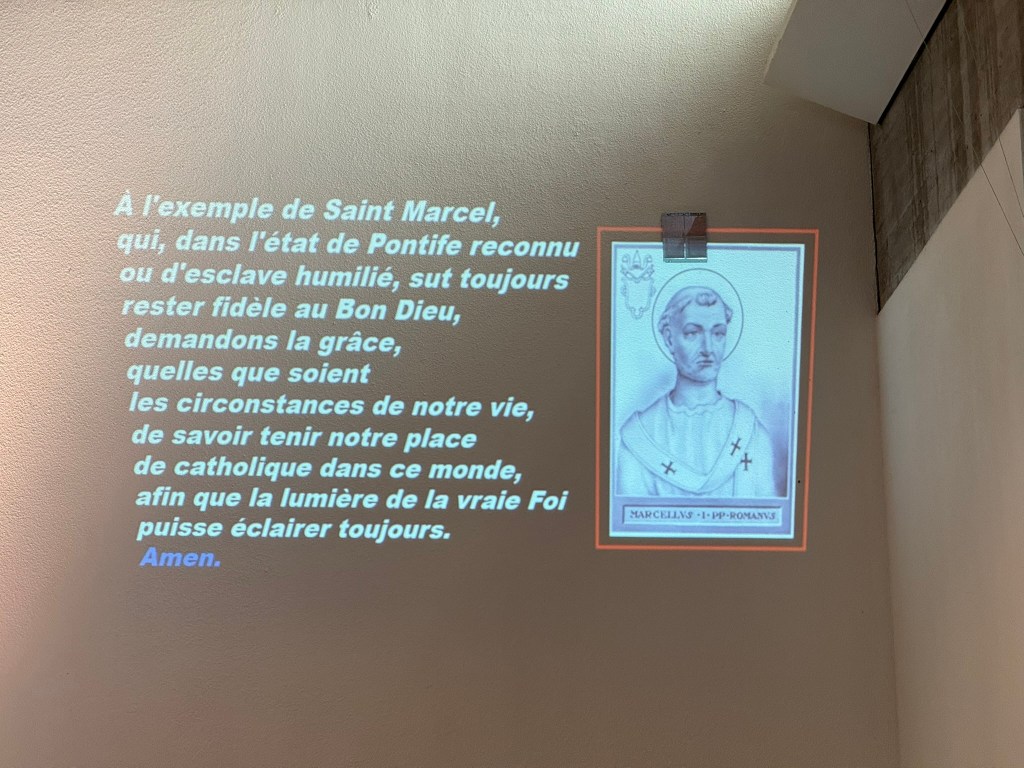 À l'exemple de Saint Marcel,
qui, dans l'état de Pontife reconnu
ou d'esclave humilié, sut toujours
rester fidèle au Bon Dieu,
demandons la grâce,
quelles que soient
les circonstances de notre vie,
de savoir tenir notre place
de catholique dans ce monde,
afin que la lumière de la vraie Foi
puisse éclairer toujours.
Amen.
MARCELLVS · I · PP · ROMANVS